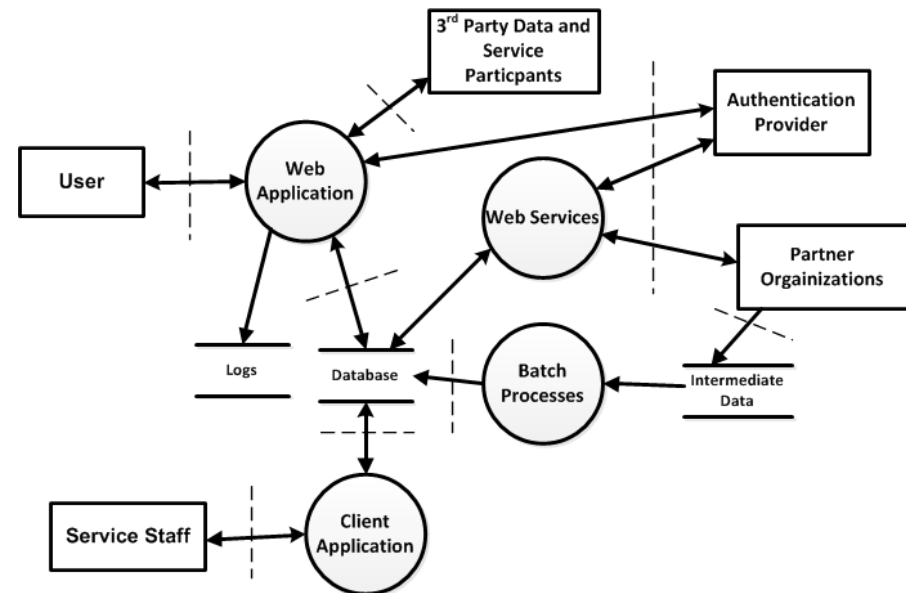 3rd Party Data and
Service
Particpants
Authentication
Provider
User
Web
Application
Web Services
Partner
Orgainizations
Logs
Database
Batch
Processes
Intermediate
Data
Service Staff
Client
Application